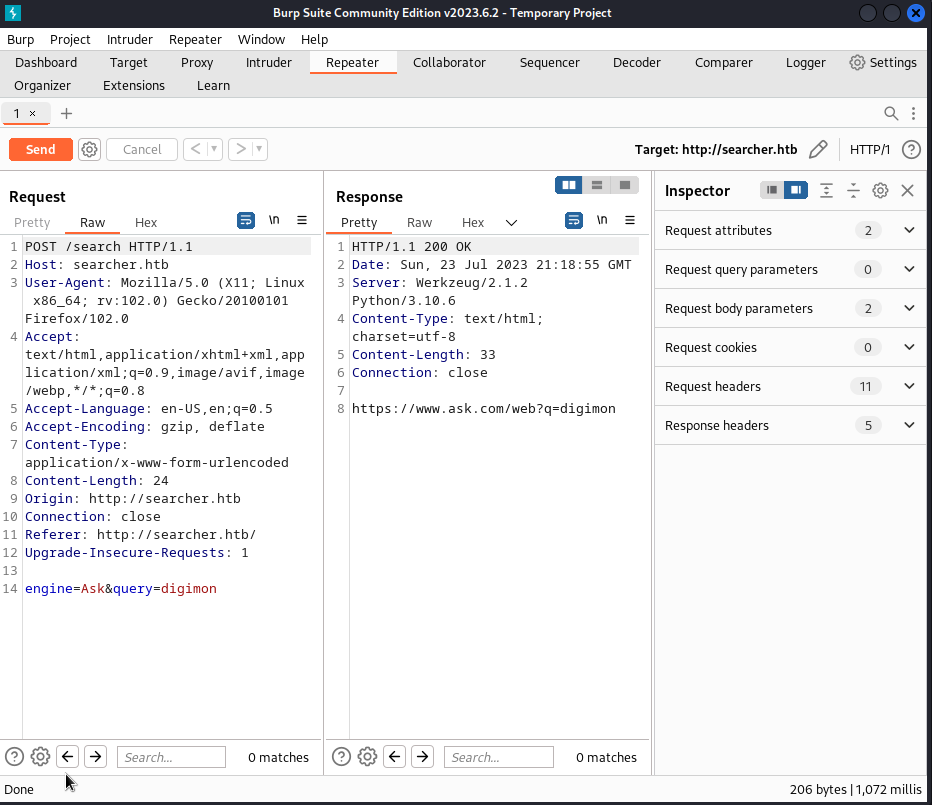 Burp Suite Community Edition v2023.6.2 - Temporary Project
Burp Project Intruder Repeater Window Help
Dashboard Target Proxy Intruder Repeater Collaborator Sequencer Decoder Comparer Logger Settings
Organizer Extensions Learn
1 ×
Send Cancel Target: http://searcher.htb HTTP/1
Request
Pretty Raw Hex \n
1 POST /search HTTP/1.1
2 Host: searcher.htb
3 User-Agent: Mozilla/5.0 (X11; Linux
x86_64; rv:102.0) Gecko/20100101
Firefox/102.0
4 Accept:
text/html,application/xhtml+xml,app
lication/xml;q=0.9,image/avif,image
/webp,*/*;q=0.8
5 Accept-Language: en-US,en;q=0.5
6 Accept-Encoding: gzip, deflate
7 Content-Type:
application/x-www-form-urlencoded
8 Content-Length: 24
9 Origin: http://searcher.htb
10 Connection: close
11 Referer: http://searcher.htb/
12 Upgrade-Insecure-Requests: 1
13
14 engine=Ask&query=digimon
Search... 0 matches
Response
Pretty Raw Hex \n
1 HTTP/1.1 200 OK
2 Date: Sun, 23 Jul 2023 21:18:55 GMT
3 Server: Werkzeug/2.1.2
Python/3.10.6
4 Content-Type: text/html;
charset=utf-8
5 Content-Length: 33
6 Connection: close
7
8 https://www.ask.com/web?q=digimon
Search... 0 matches
Inspector
Request attributes 2
Request query parameters 0
Request body parameters 2
Request cookies 0
Request headers 11
Response headers 5
Done 206 bytes | 1,072 millis